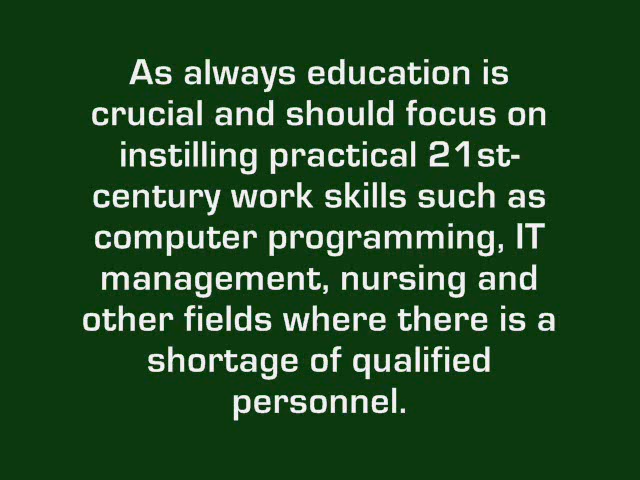 As always education is
crucial and should focus on
instilling practical 21st-
century work skills such as
computer programming, IT
management, nursing and
other fields where there is a
shortage of qualified
personnel.